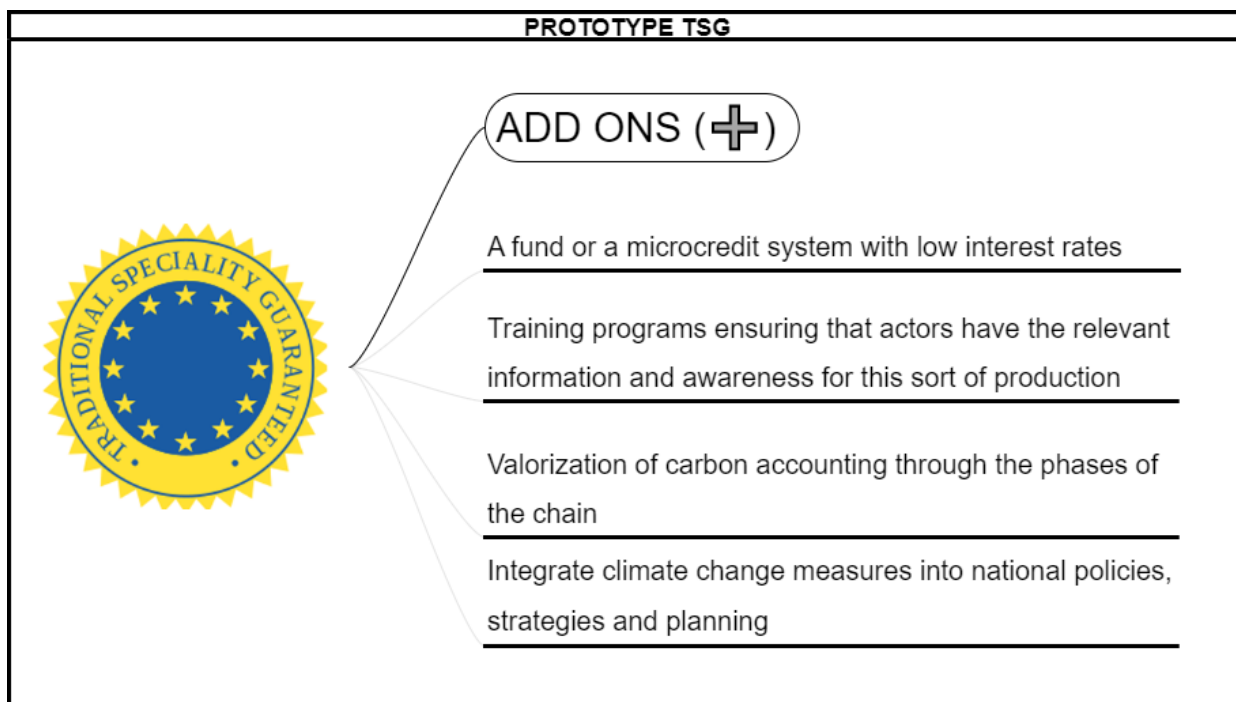 PROTOTYPE TSG
ADD ONS (+)
TRADITIONAL SPECIALITY GUARANTEED
A fund or a microcredit system with low interest rates
Training programs ensuring that actors have the relevant
information and awareness for this sort of production
Valorization of carbon accounting through the phases of
the chain
Integrate climate change measures into national policies,
strategies and planning